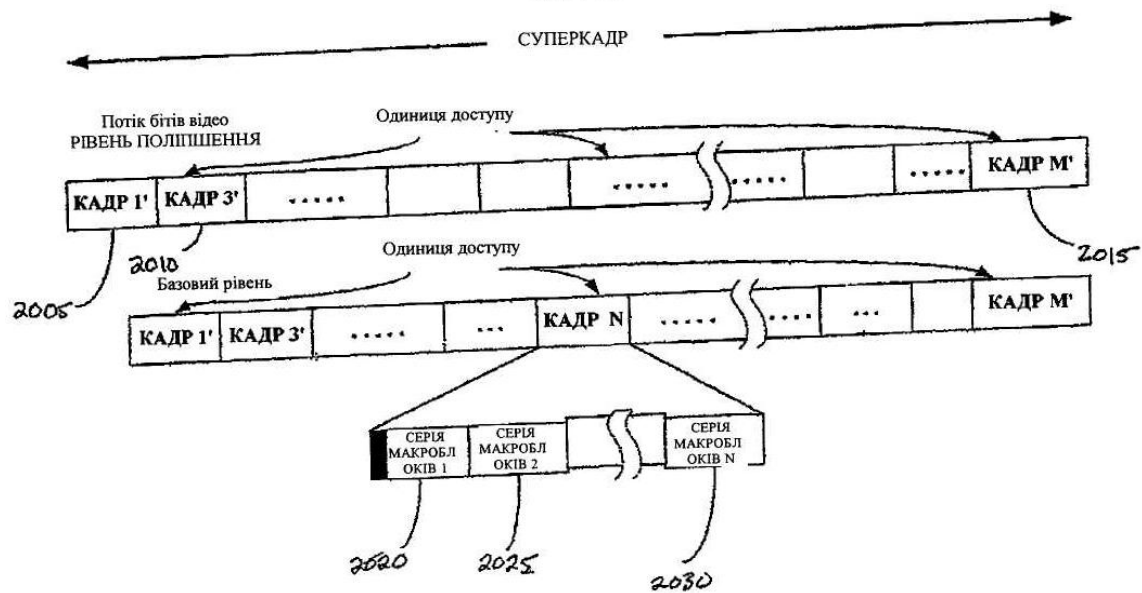 СУПЕРКАДР
Потік бітів відео
РІВЕНЬ ПОЛІПШЕННЯ
Одиниця доступу
КАДР 1' КАДР 3' ..... ..... ..... ..... КАДР М'
2005 2010 2015
Одиниця доступу
Базовий рівень
КАДР 1' КАДР 3' ..... ... КАДР N ..... .... ... КАДР М'
СЕРІЯ МАКРОБЛ ОКІВ 1
СЕРІЯ МАКРОБЛ ОКІВ 2
СЕРІЯ МАКРОБЛ ОКІВ N
2020 2025 2030